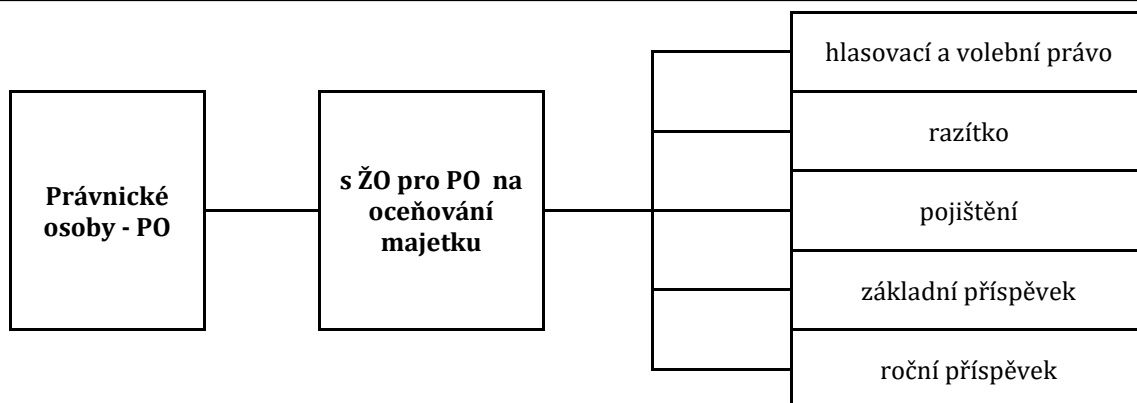 Právnické
osoby - PO
s ŽO pro PO na
oceňování
majetku
hlasovací a volební právo
razítko
pojištění
základní příspěvek
roční příspěvek